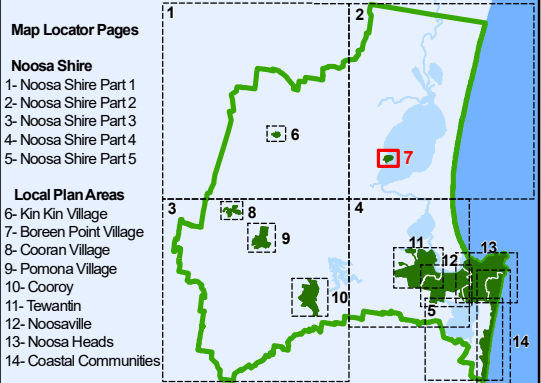 Map Locator Pages
Noosa Shire
1- Noosa Shire Part 1
2- Noosa Shire Part 2
3- Noosa Shire Part 3
4- Noosa Shire Part 4
5- Noosa Shire Part 5
Local Plan Areas
6- Kin Kin Village
7- Boreen Point Village
8- Cooran Village
9- Pomona Village
10- Cooroy
11- Tewantin
12- Noosaville
13- Noosa Heads
14- Coastal Communities
1
2
6
7
3
8
4
9
11
12
13
10
5
14